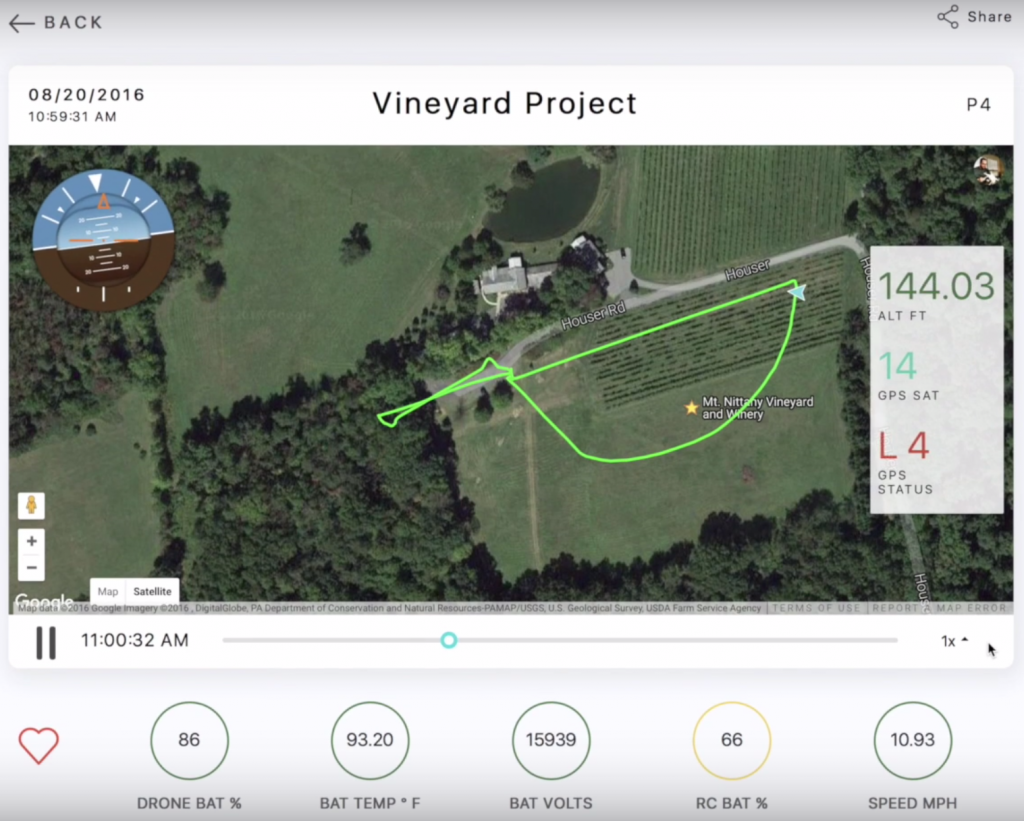 BACK
Share
08/20/2016
10:59:31 AM
Vineyard Project
P4
Houser
Houser Rd
144.03
ALT FT
14
GPS SAT
L 4
GPS
STATUS
Mt. Nittany Vineyard
and Winery
+
−
Google
Map
Satellite
Map data ©2016 Google Imagery ©2016 , DigitalGlobe, PA Department of Conservation and Natural Resources-PAMAP/USGS, U.S. Geological Survey, USDA Farm Service Agency
TERMS OF USE
REPORT A MAP ERROR
11:00:32 AM
1x
86
93.20
15939
66
10.93
DRONE BAT %
BAT TEMP ° F
BAT VOLTS
RC BAT %
SPEED MPH